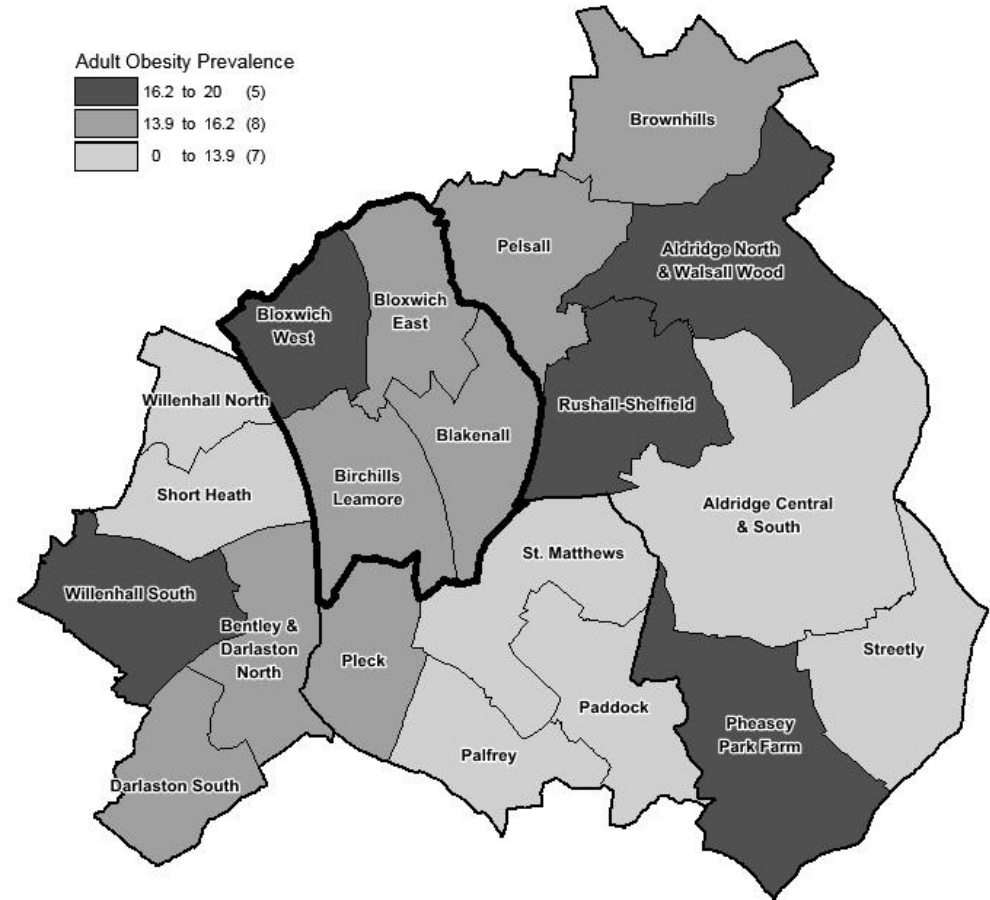 Adult Obesity Prevalence
16.2 to 20 (5)
13.9 to 16.2 (8)
0 to 13.9 (7)
Brownhills
Pelsall
Aldridge North
& Walsall Wood
Bloxwich
East
Bloxwich
West
Willenhall North
Rushall-Shelfield
Blakenall
Birchills
Leamore
Short Heath
Aldridge Central
& South
St. Matthews
Willenhall South
Bentley &
Darlaston
North
Pleck
Streetly
Paddock
Pheasey
Park Farm
Palfrey
Darlaston South